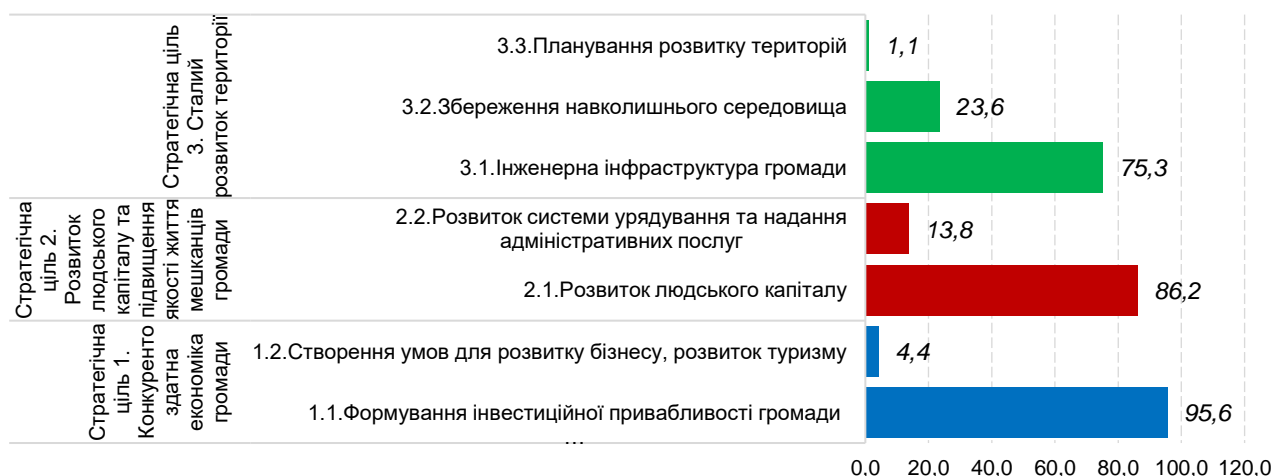 Стратегічна ціль
3. Сталий
розвиток території
3.3.Планування розвитку територій
1,1
3.2.Збереження навколишнього середовища
23,6
3.1.Інженерна інфраструктура громади
75,3
Стратегічна
ціль 2.
Розвиток
людського
капіталу та
підвищення
якості життя
мешканців
громади
2.2.Розвиток системи урядування та надання
адміністративних послуг
13,8
2.1.Розвиток людського капіталу
86,2
Стратегічна
ціль 1.
Конкуренто
здатна
економіка
громади
1.2.Створення умов для розвитку бізнесу, розвиток туризму
4,4
1.1.Формування інвестиційної привабливості громади
…
95,6
0,0 20,0 40,0 60,0 80,0 100,0 120,0